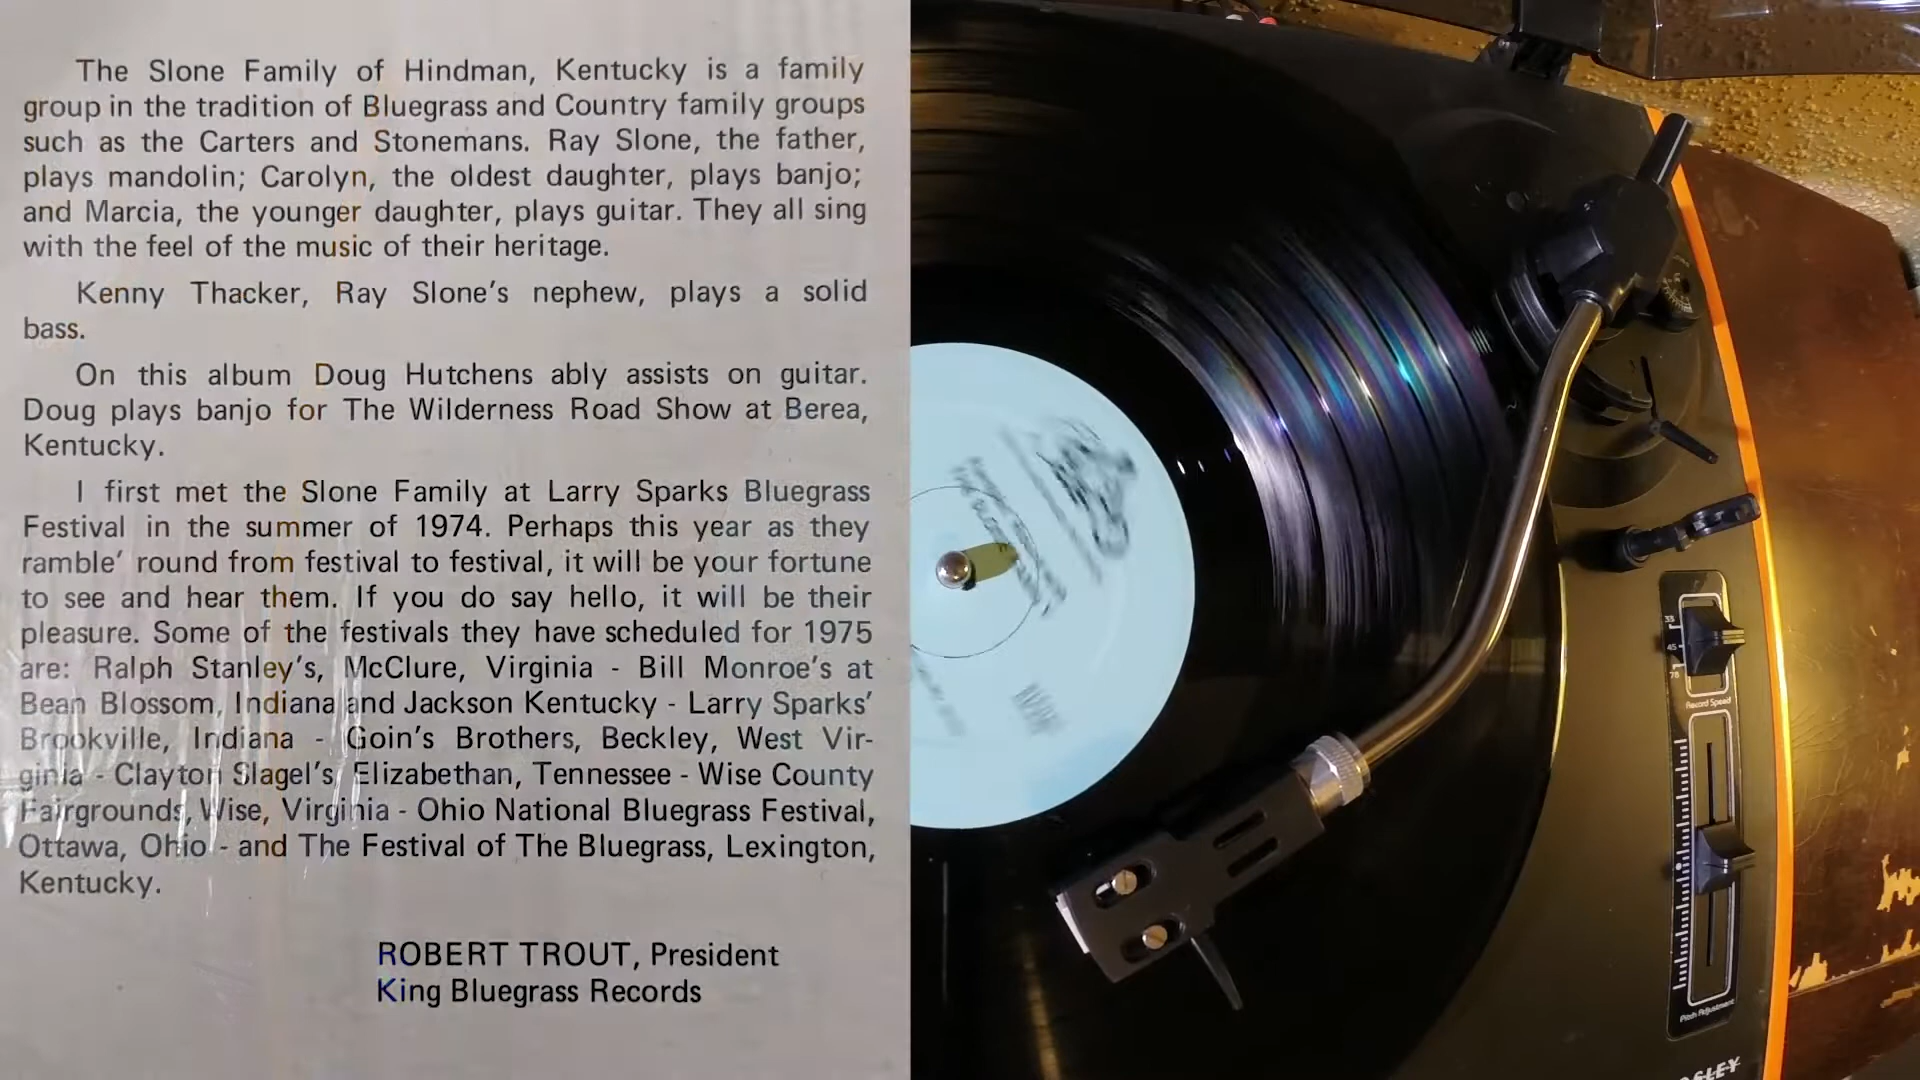 The Slone Family of Hindman, Kentucky is a family
group in the tradition of Bluegrass and Country family groups
such as the Carters and Stonemans. Ray Slone, the father,
plays mandolin; Carolyn, the oldest daughter, plays banjo;
and Marcia, the younger daughter, plays guitar. They all sing
with the feel of the music of their heritage.
Kenny Thacker, Ray Slone's nephew, plays a solid
bass.
On this album Doug Hutchens ably assists on guitar.
Doug plays banjo for The Wilderness Road Show at Berea,
Kentucky.
I first met the Slone Family at Larry Sparks Bluegrass
Festival in the summer of 1974. Perhaps this year as they
ramble' round from festival to festival, it will be your fortune
to see and hear them. If you do say hello, it will be their
pleasure. Some of the festivals they have scheduled for 1975
are: Ralph Stanley's, McClure, Virginia - Bill Monroe's at
Bean Blossom, Indiana and Jackson Kentucky - Larry Sparks'
Brookville, Indiana - Goin's Brothers, Beckley, West Vir-
ginia - Clayton Slagel's, Elizabethan, Tennessee - Wise County
Fairgrounds, Wise, Virginia - Ohio National Bluegrass Festival,
Ottawa, Ohio - and The Festival of The Bluegrass, Lexington,
Kentucky.
ROBERT TROUT, President
King Bluegrass Records
33
45
78
Record Speed
Pitch Adjustment